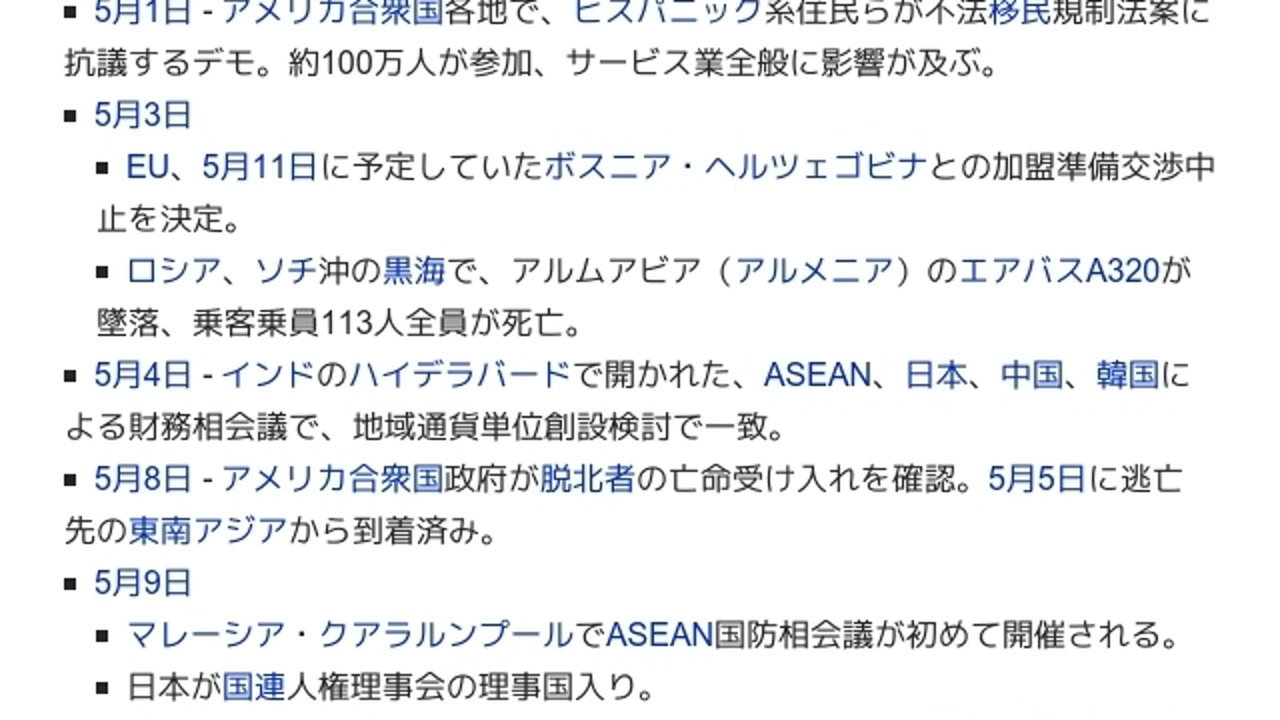 5月1日 - アメリカ合衆国各地で、ヒスパニック系住民らが不法移民規制法案に
抗議するデモ。約100万人が参加、サービス業全般に影響が及ぶ。
5月3日
EU、5月11日に予定していたボスニア・ヘルツェゴビナとの加盟準備交渉中
止を決定。
ロシア、ソチ沖の黒海で、アルムアビア（アルメニア）のエアバスA320が
墜落、乗客乗員113人全員が死亡。
5月4日 - インドのハイデラバードで開かれた、ASEAN、日本、中国、韓国に
よる財務相会議で、地域通貨単位創設検討で一致。
5月8日 - アメリカ合衆国政府が脱北者の亡命受け入れを確認。5月5日に逃亡
先の東南アジアから到着済み。
5月9日
マレーシア・クアラルンプールでASEAN国防相会議が初めて開催される。
日本が国連人権理事会の理事国入り。